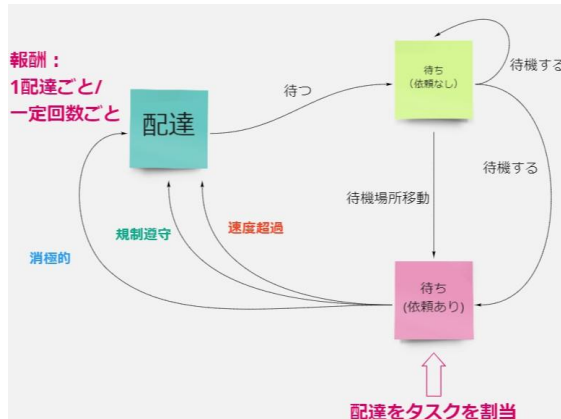 報酬：
1配達ごと/
一定回数ごと
配達
待つ
待ち
（依頼なし）
待機する
待機する
待機場所移動
規制遵守
速度超過
消極的
待ち
(依頼あり)
配達をタスクを割当